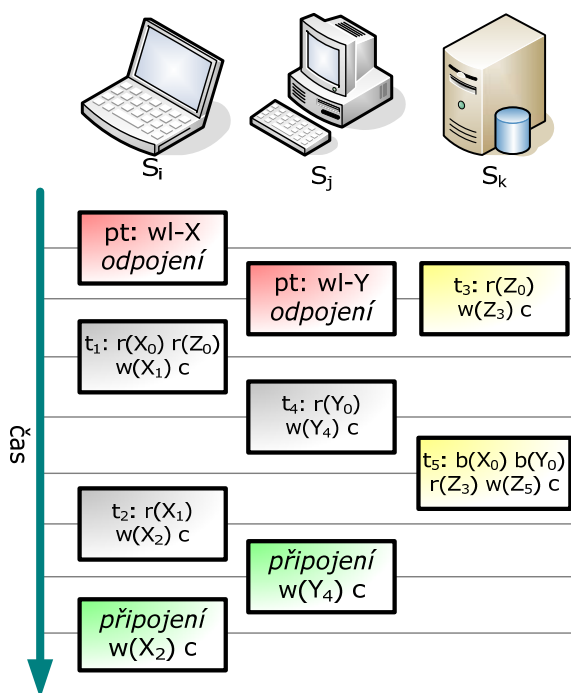 Sᵢ
Sⱼ
Sₖ
čas
pt: wl-X
odpojení
pt: wl-Y
odpojení
t₃: r(Z₀)
w(Z₃) c
t₁: r(X₀) r(Z₀)
w(X₁) c
t₄: r(Y₀)
w(Y₄) c
t₅: b(X₀) b(Y₀)
r(Z₃) w(Z₅) c
t₂: r(X₁)
w(X₂) c
připojení
w(Y₄) c
připojení
w(X₂) c